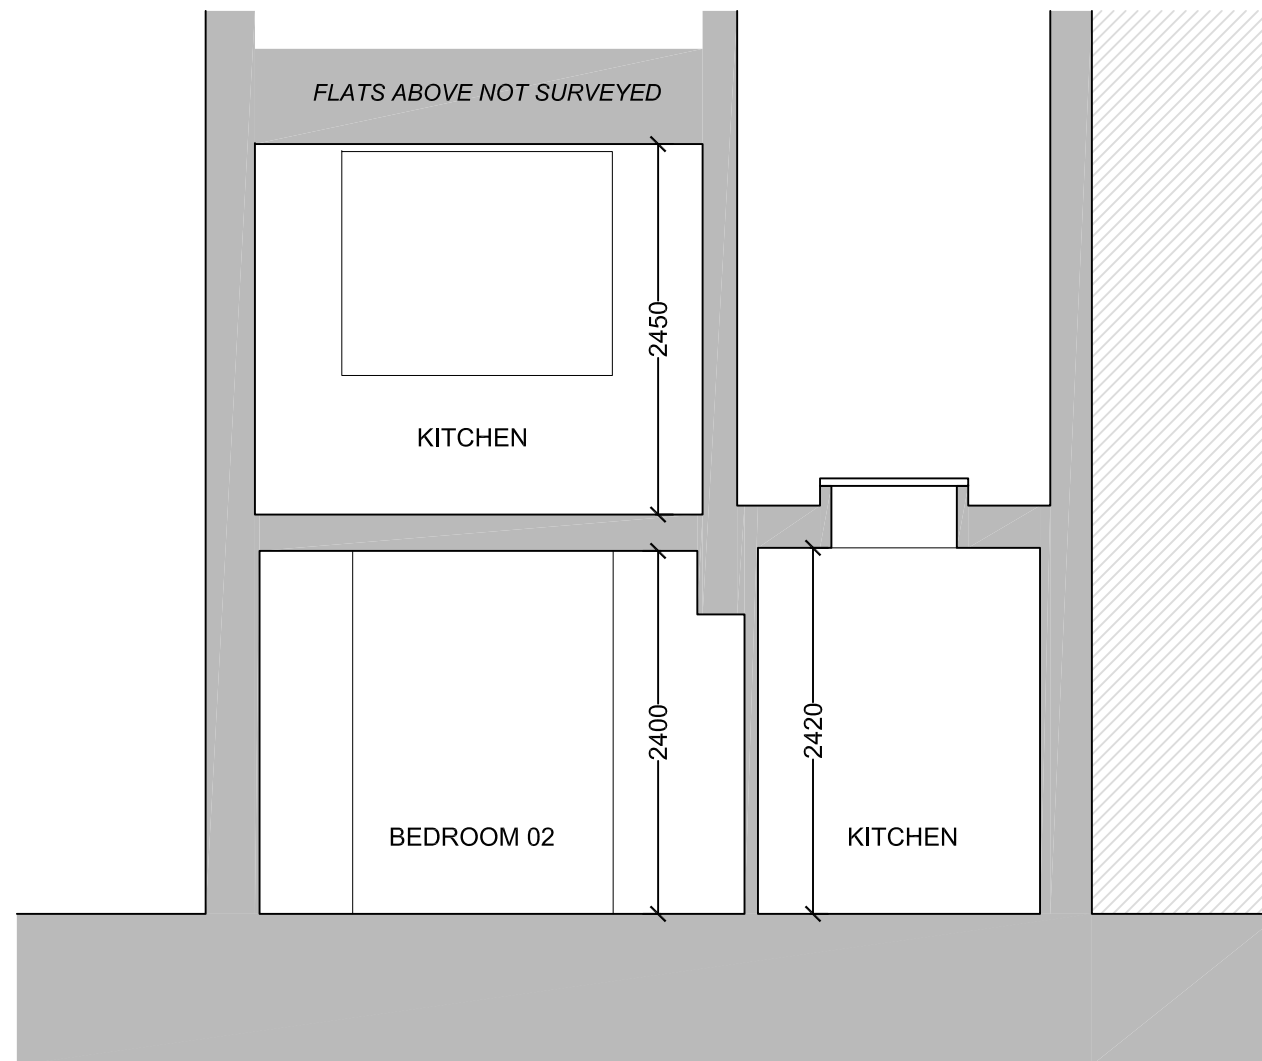 FLATS ABOVE NOT SURVEYED
2450
KITCHEN
2400
2420
BEDROOM 02
KITCHEN